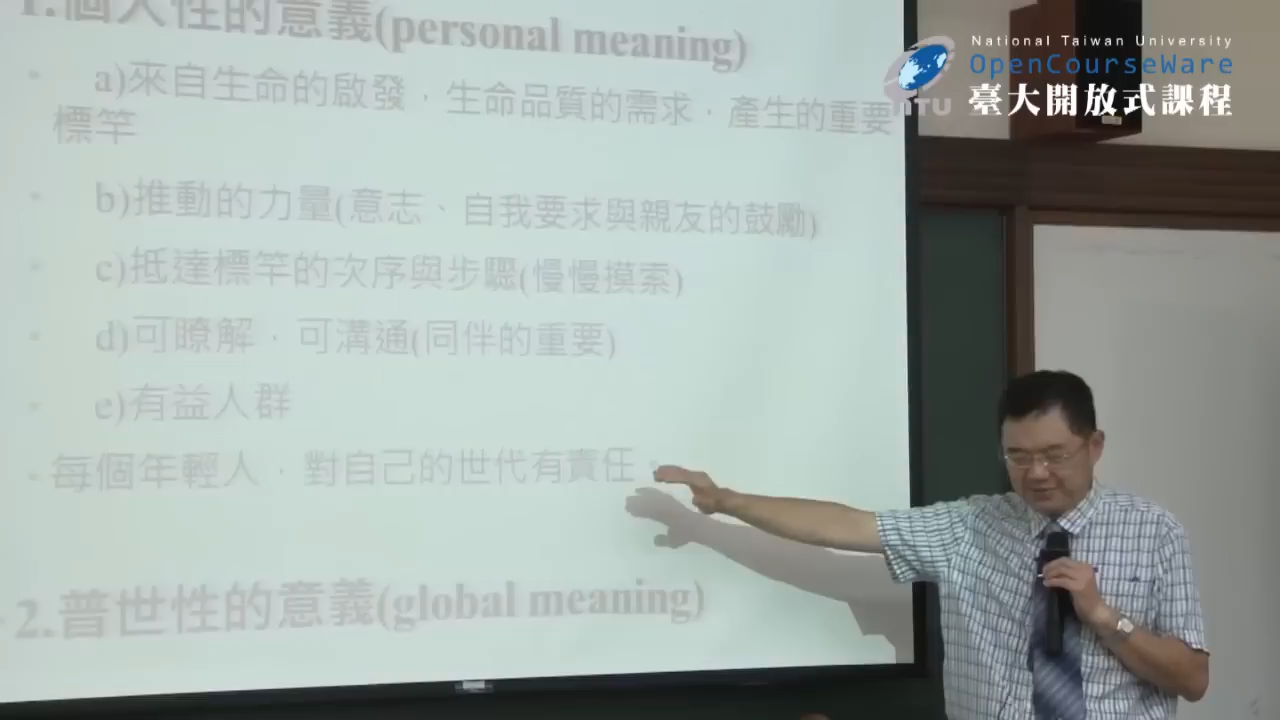 1.個人性的意義(personal meaning)
a)來自生命的啟發，生命品質的需求，產生的重要
標竿
b)推動的力量(意志、自我要求與親友的鼓勵)
c)抵達標竿的次序與步驟(慢慢摸索)
d)可瞭解，可溝通(同伴的重要)
e)有益人群
每個年輕人，對自己的世代有責任。
2.普世性的意義(global meaning)
National Taiwan University
OpenCourseWare
NTU 臺大開放式課程